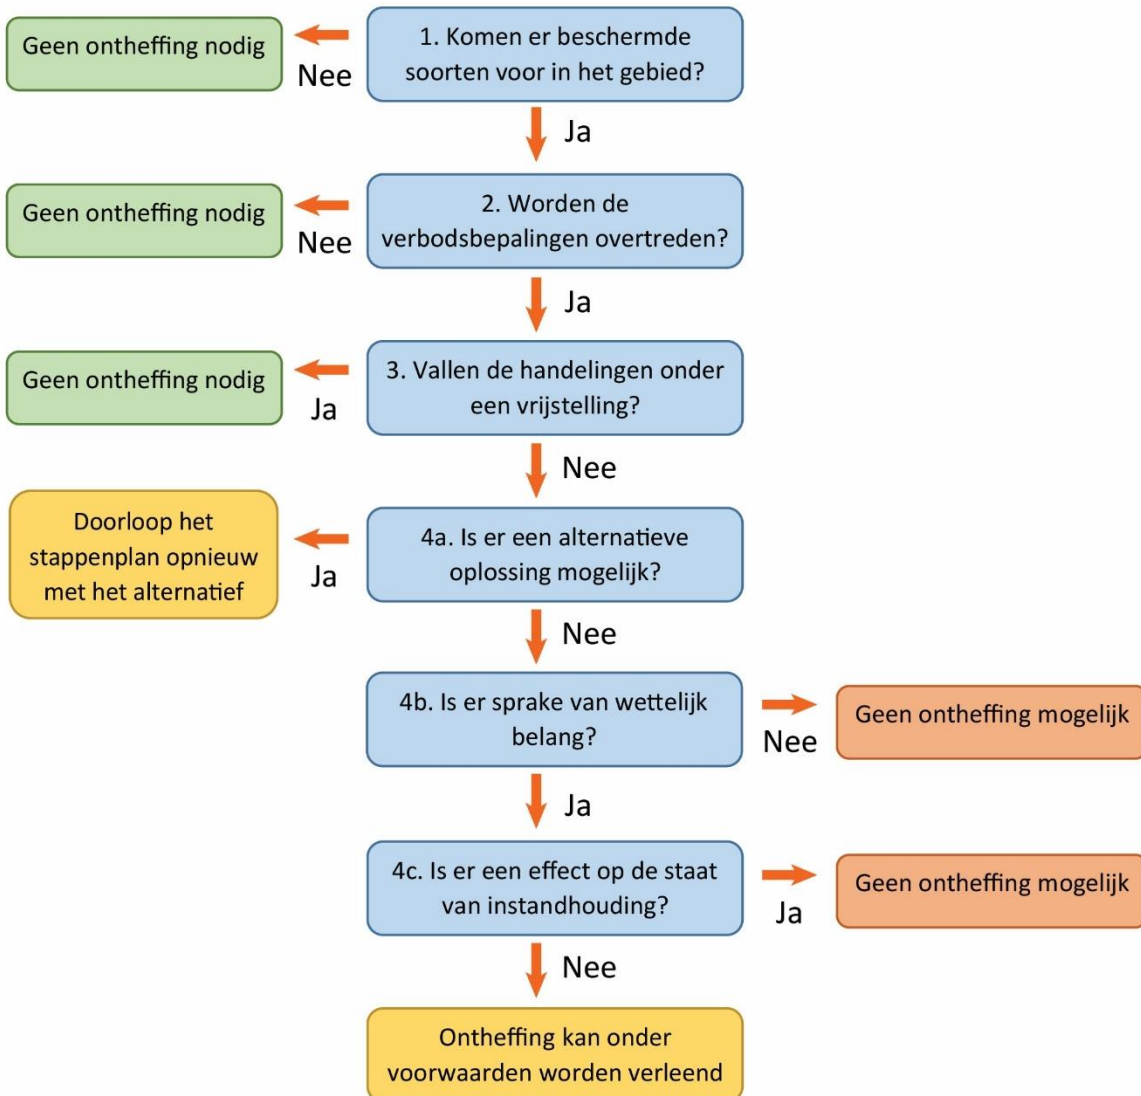 Geen ontheffing nodig
Nee
1. Komen er beschermde
soorten voor in het gebied?
Ja
Geen ontheffing nodig
Nee
2. Worden de
verbodsbepalingen overtreden?
Ja
Geen ontheffing nodig
Ja
3. Vallen de handelingen onder
een vrijstelling?
Nee
Doorloop het
stappenplan opnieuw
met het alternatief
Ja
4a. Is er een alternatieve
oplossing mogelijk?
Nee
4b. Is er sprake van wettelijk
belang?
Nee
Geen ontheffing mogelijk
Ja
4c. Is er een effect op de staat
van instandhouding?
Ja
Geen ontheffing mogelijk
Nee
Ontheffing kan onder
voorwaarden worden verleend